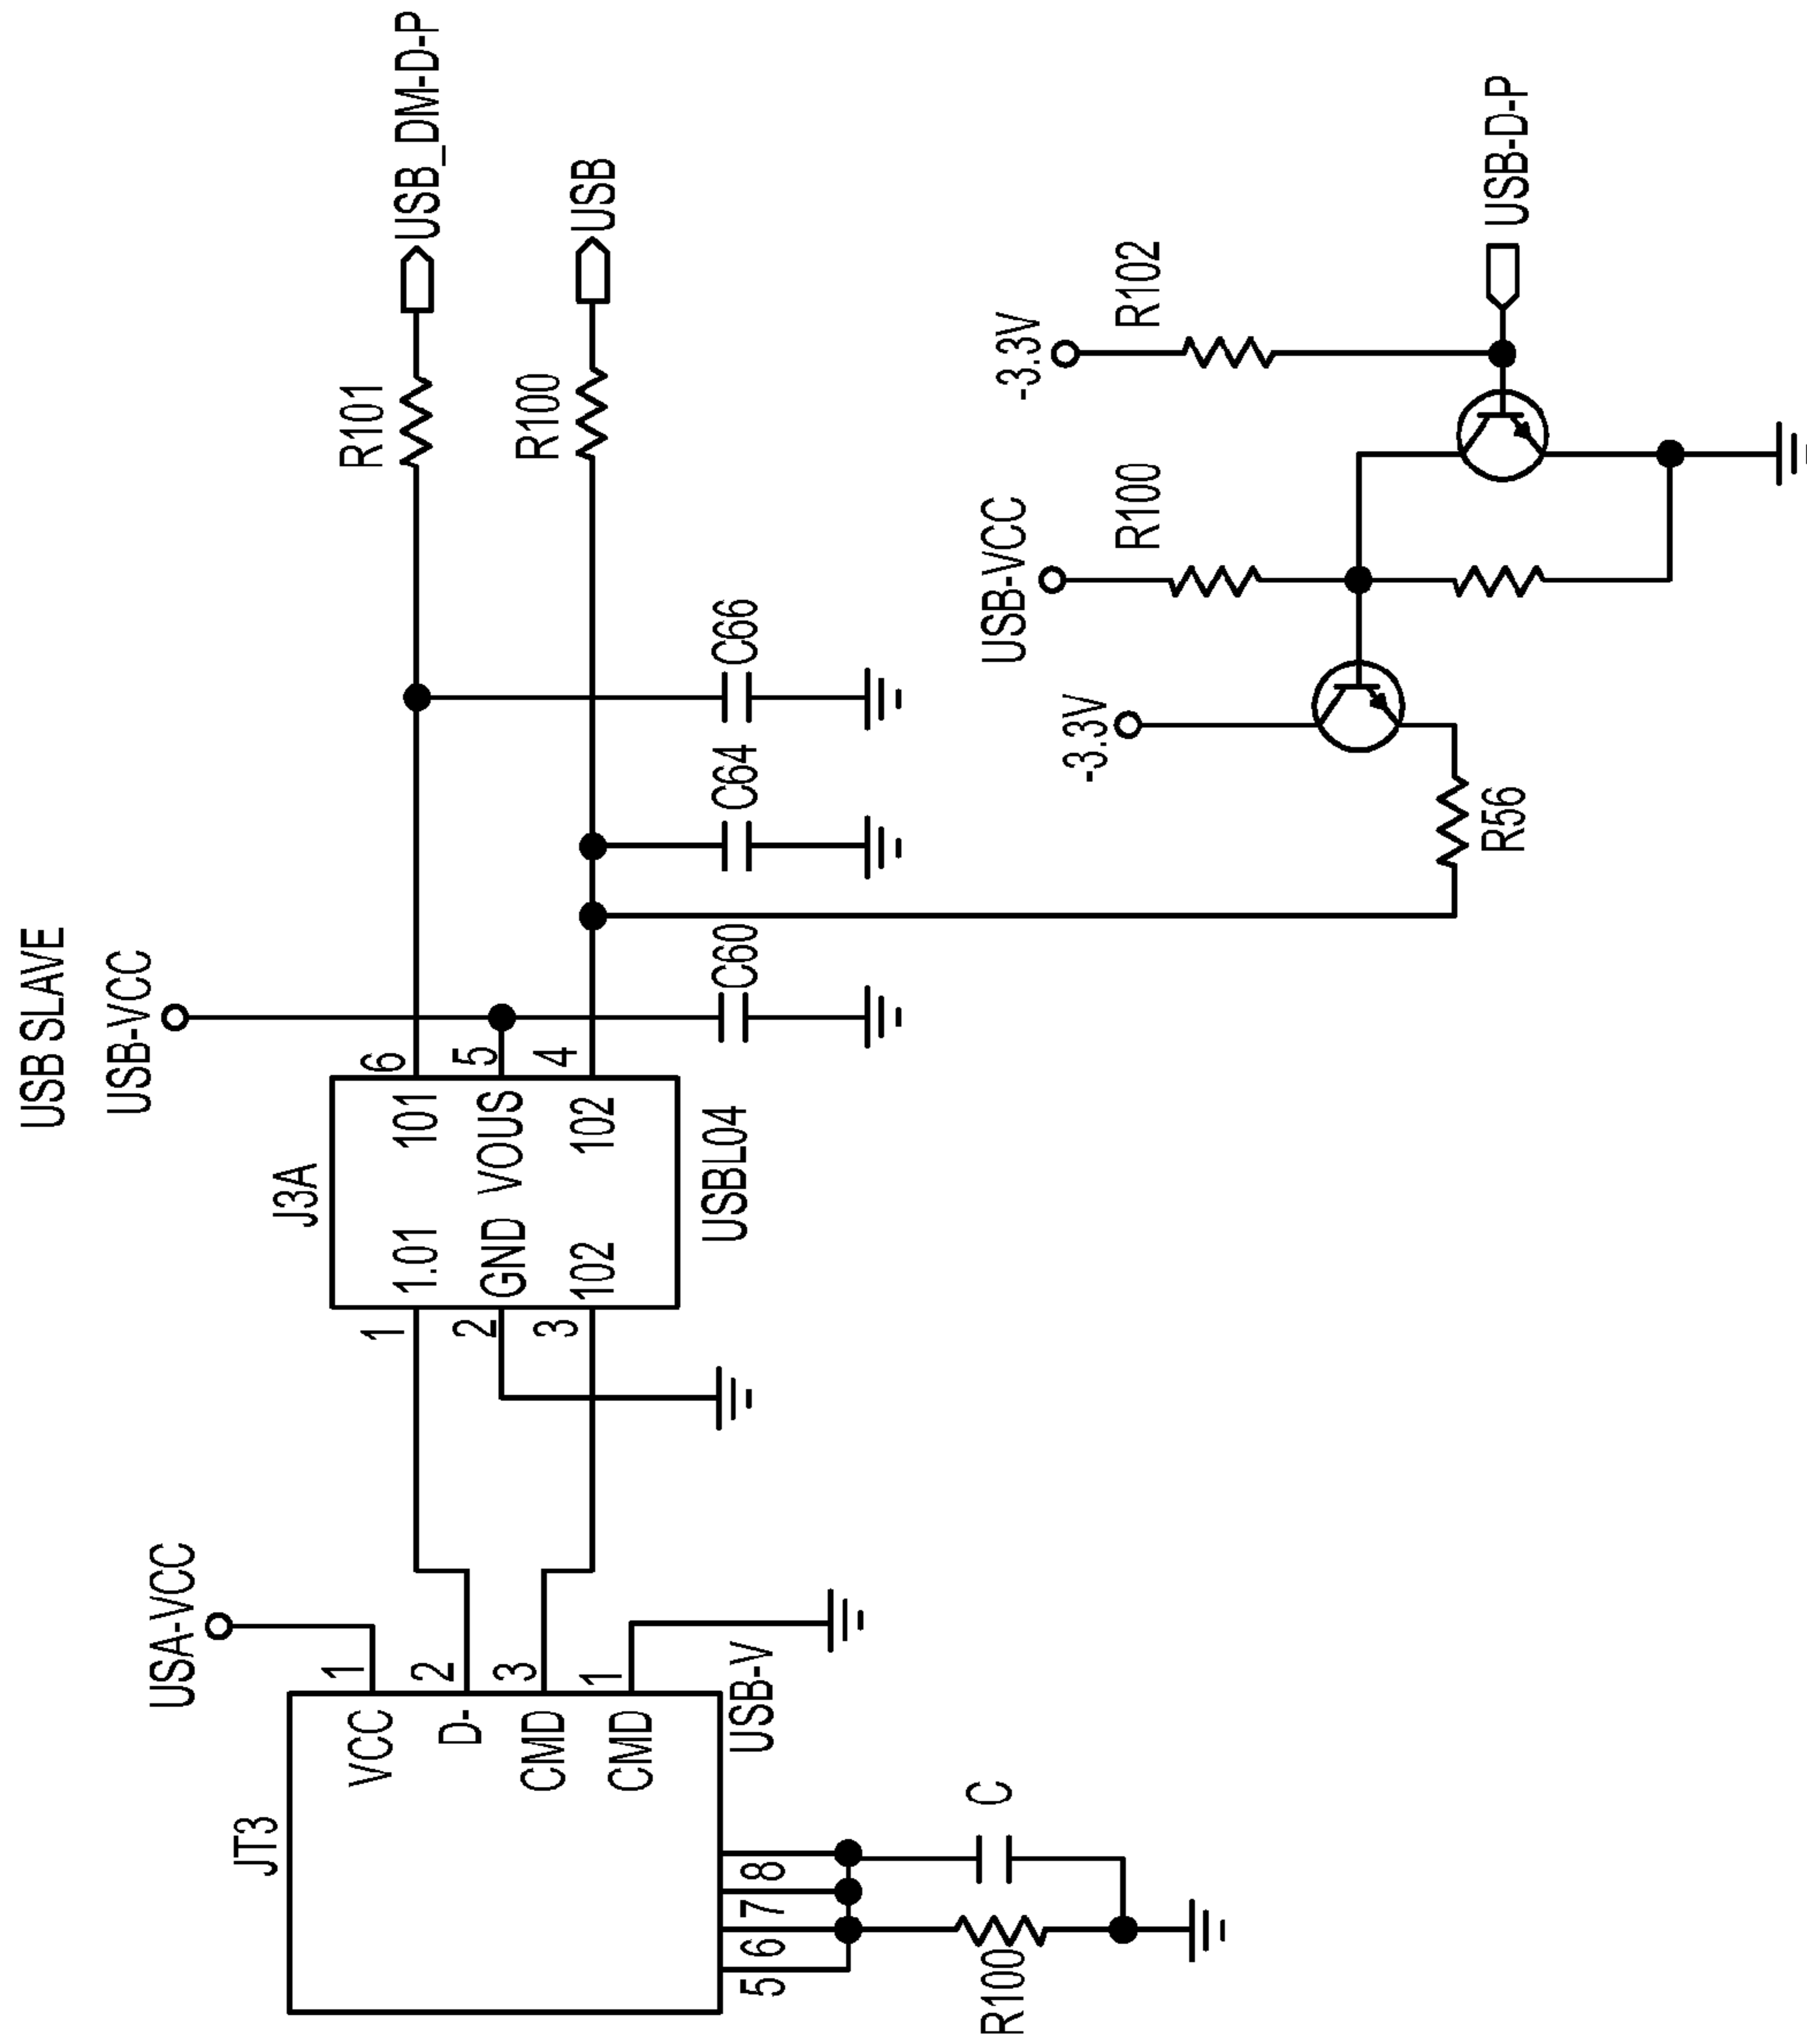 USB SLAVE
USB-VCC
USA-VCC
JT3
VCC
1
D-
2
CMD
3
CMD
1
USB-V
5
6
7
8
R100
C
J3A
1
1.01
101
6
2
GND
VOUS
5
3
102
102
4
USBL04
C60
C64
C66
R101
USB_DM-D-P
R100
USB
-3.3V
USB-VCC
R100
-3.3V
R102
R56
USB-D-P